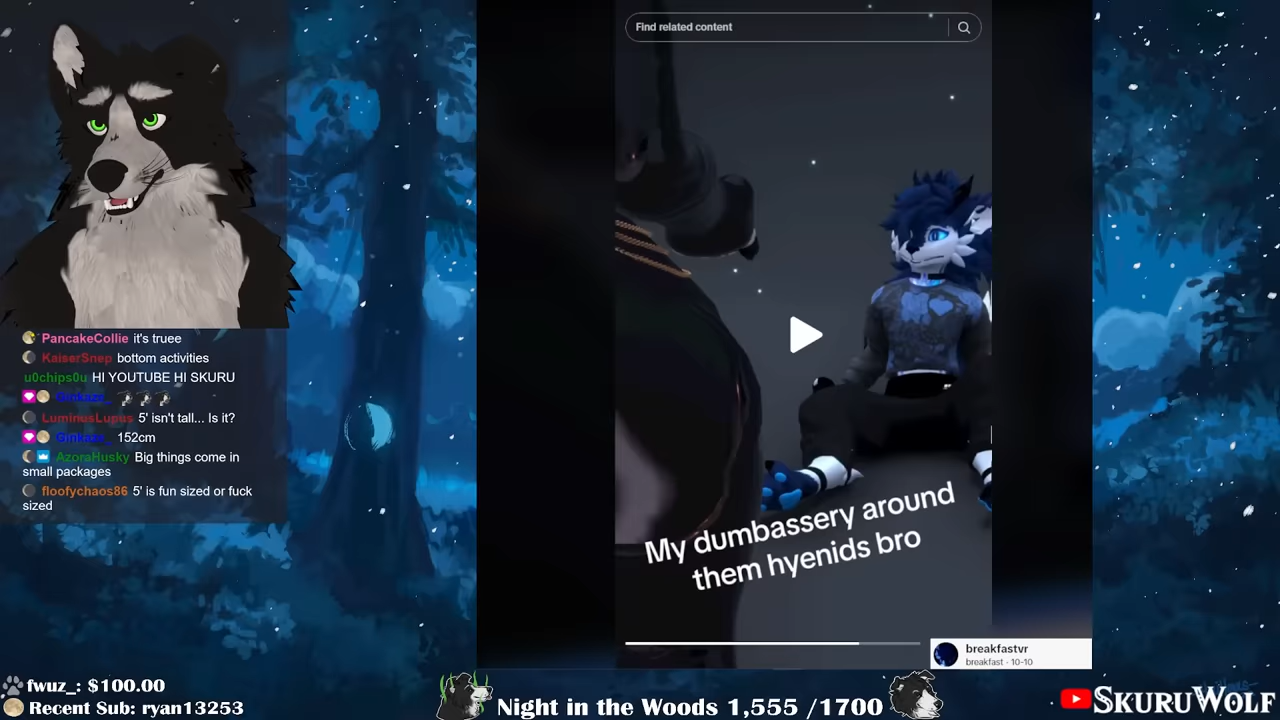 Find related content
PancakeCollie it's truee
KaiserSnep bottom activities
u0chips0u HI YOUTUBE HI SKURU
Ginkaze_
LuminusLupus 5' isn't tall... Is it?
Ginkaze_ 152cm
AzoraHusky Big things come in
small packages
floofychaos86 5' is fun sized or fuck
sized
My dumbassery around
them hyenids bro
breakfastvr
breakfast · 10-10
fwuz_: $100.00
Recent Sub: ryan13253
Night in the Woods 1,555 /1700
SkuruWolf